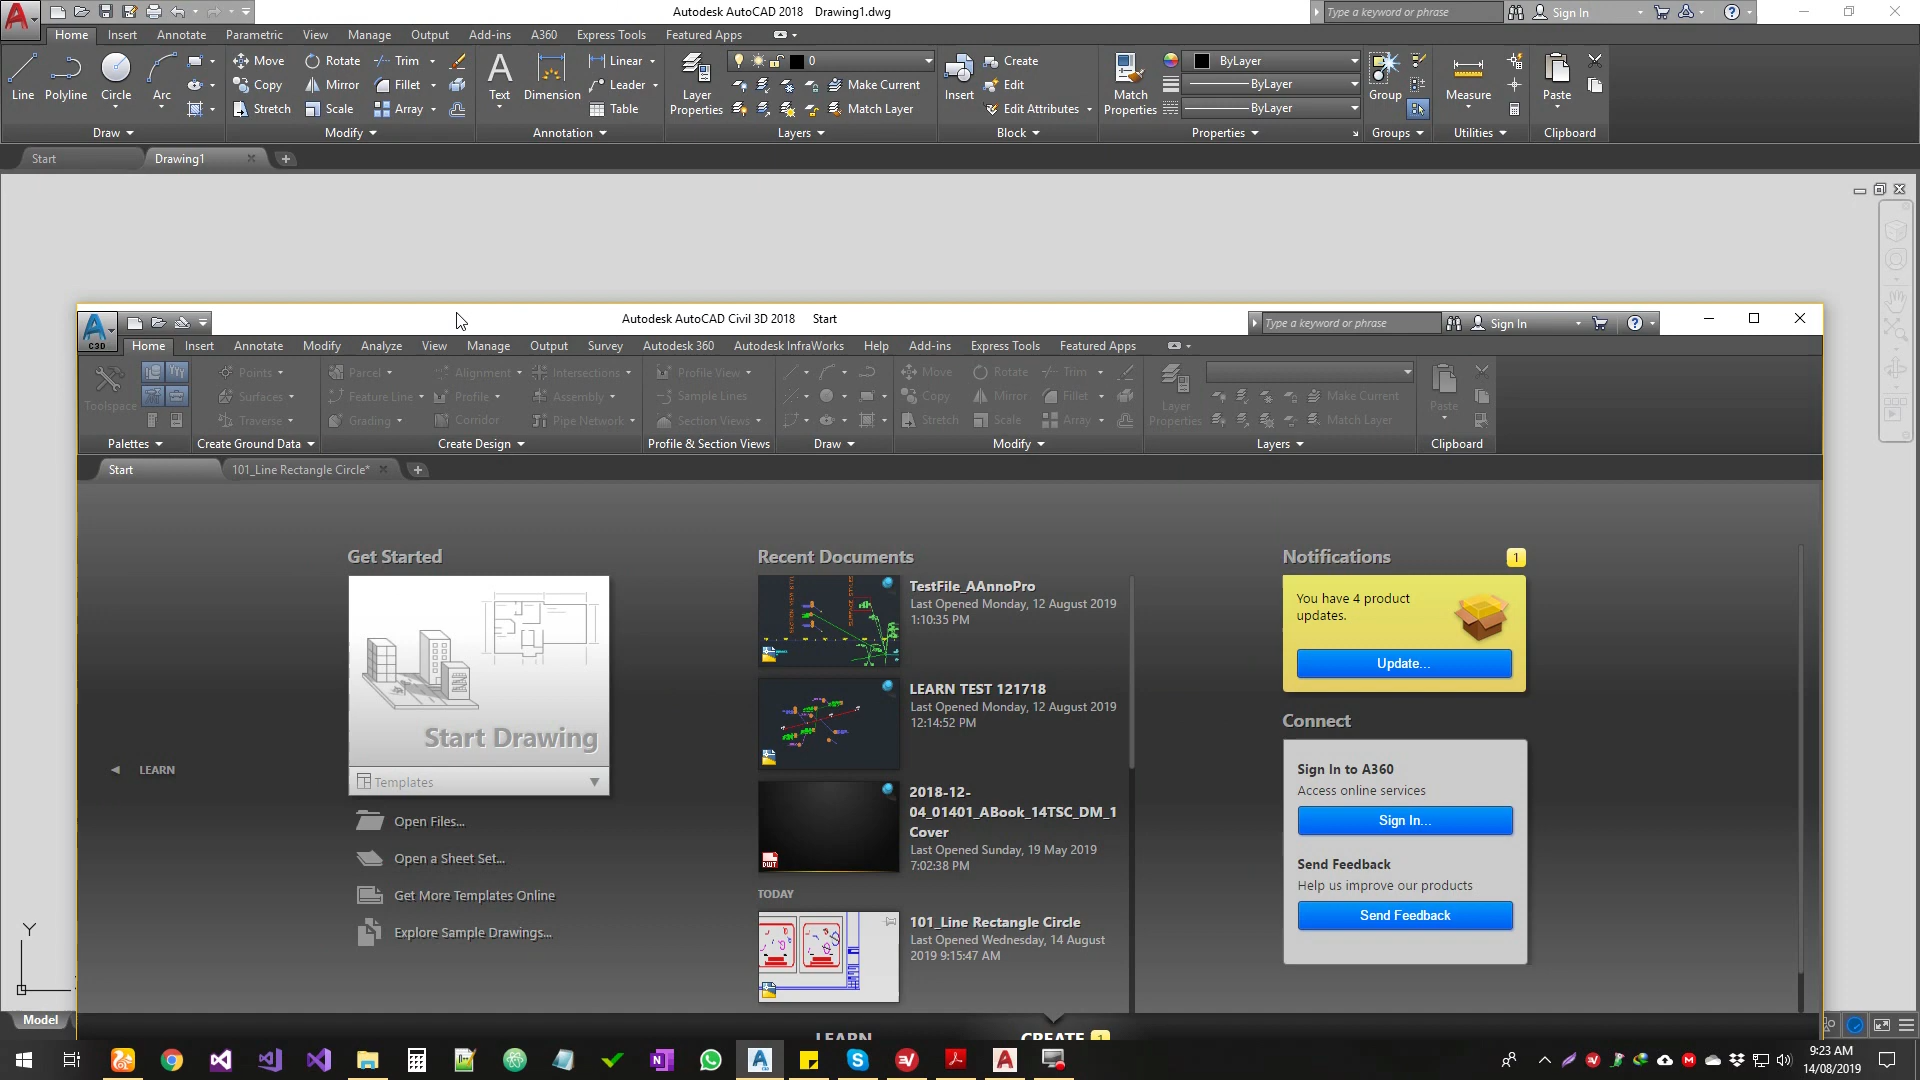 Autodesk AutoCAD 2018 Drawing1.dwg
Type a keyword or phrase
Sign In
Home Insert Annotate Parametric View Manage Output Add-ins A360 Express Tools Featured Apps
Line
Polyline
Circle
Arc
Move
Rotate
Trim
Copy
Mirror
Fillet
Stretch
Scale
Array
Text
Dimension
Linear
Leader
Table
Layer
Properties
0
Make Current
Match Layer
Insert
Create
Edit
Edit Attributes
Match
Properties
ByLayer
ByLayer
ByLayer
Group
Measure
Paste
Draw Modify Annotation Layers Block Properties Groups Utilities Clipboard
Start Drawing1
C3D
Autodesk AutoCAD Civil 3D 2018 Start
Type a keyword or phrase
Sign In
Home Insert Annotate Modify Analyze View Manage Output Survey Autodesk 360 Autodesk InfraWorks Help Add-ins Express Tools Featured Apps
Toolspace
Points
Surfaces
Traverse
Parcel
Feature Line
Grading
Alignment
Profile
Corridor
Intersections
Assembly
Pipe Network
Profile View
Sample Lines
Section Views
Move
Rotate
Trim
Copy
Mirror
Fillet
Stretch
Scale
Array
Layer
Properties
Make Current
Match Layer
Paste
Palettes Create Ground Data Create Design Profile & Section Views Draw Modify Layers Clipboard
Start 101_Line Rectangle Circle*
LEARN
Get Started
Start Drawing
Templates
Open Files...
Open a Sheet Set...
Get More Templates Online
Explore Sample Drawings...
Recent Documents
TestFile_AAnnoPro
Last Opened Monday, 12 August 2019
1:10:35 PM
LEARN TEST 121718
Last Opened Monday, 12 August 2019
12:14:52 PM
2018-12-
04_01401_ABook_14TSC_DM_1
Cover
Last Opened Sunday, 19 May 2019
7:02:38 PM
DWT
TODAY
101_Line Rectangle Circle
Last Opened Wednesday, 14 August
2019 9:15:47 AM
Notifications 1
You have 4 product
updates.
Update...
Connect
Sign In to A360
Access online services
Sign In...
Send Feedback
Help us improve our products
Send Feedback
LEARN CREATE 1
Y
Model
9:23 AM
14/08/2019